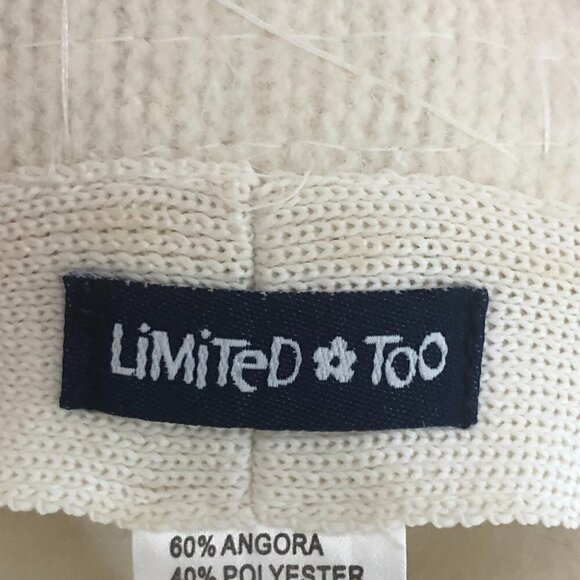 LiMiTeD Too
60% ANGORA
40% POLYESTER